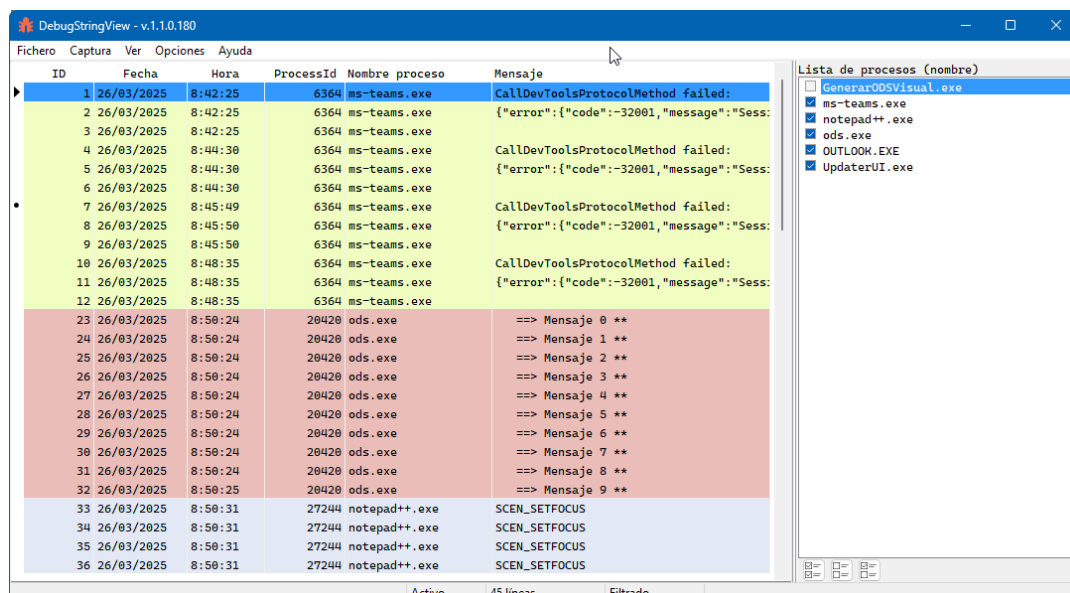 DebugStringView - v.1.1.0.180
Fichero Captura Ver Opciones Ayuda
ID Fecha Hora ProcessId Nombre proceso Mensaje
1 26/03/2025 8:42:25 6364 ms-teams.exe CallDevToolsProtocolMethod failed:
2 26/03/2025 8:42:25 6364 ms-teams.exe {"error":{"code":-32001,"message":"Sess:
3 26/03/2025 8:42:25 6364 ms-teams.exe
4 26/03/2025 8:44:30 6364 ms-teams.exe CallDevToolsProtocolMethod failed:
5 26/03/2025 8:44:30 6364 ms-teams.exe {"error":{"code":-32001,"message":"Sess:
6 26/03/2025 8:44:30 6364 ms-teams.exe
7 26/03/2025 8:45:49 6364 ms-teams.exe CallDevToolsProtocolMethod failed:
8 26/03/2025 8:45:50 6364 ms-teams.exe {"error":{"code":-32001,"message":"Sess:
9 26/03/2025 8:45:50 6364 ms-teams.exe
10 26/03/2025 8:48:35 6364 ms-teams.exe CallDevToolsProtocolMethod failed:
11 26/03/2025 8:48:35 6364 ms-teams.exe {"error":{"code":-32001,"message":"Sess:
12 26/03/2025 8:48:35 6364 ms-teams.exe
23 26/03/2025 8:50:24 20420 ods.exe ==> Mensaje 0 **
24 26/03/2025 8:50:24 20420 ods.exe ==> Mensaje 1 **
25 26/03/2025 8:50:24 20420 ods.exe ==> Mensaje 2 **
26 26/03/2025 8:50:24 20420 ods.exe ==> Mensaje 3 **
27 26/03/2025 8:50:24 20420 ods.exe ==> Mensaje 4 **
28 26/03/2025 8:50:24 20420 ods.exe ==> Mensaje 5 **
29 26/03/2025 8:50:24 20420 ods.exe ==> Mensaje 6 **
30 26/03/2025 8:50:24 20420 ods.exe ==> Mensaje 7 **
31 26/03/2025 8:50:24 20420 ods.exe ==> Mensaje 8 **
32 26/03/2025 8:50:25 20420 ods.exe ==> Mensaje 9 **
33 26/03/2025 8:50:31 27244 notepad++.exe SCEN_SETFOCUS
34 26/03/2025 8:50:31 27244 notepad++.exe SCEN_SETFOCUS
35 26/03/2025 8:50:31 27244 notepad++.exe SCEN_SETFOCUS
36 26/03/2025 8:50:31 27244 notepad++.exe SCEN_SETFOCUS
Lista de procesos (nombre)
GenerarODSVisual.exe
ms-teams.exe
notepad++.exe
ods.exe
OUTLOOK.EXE
UpdaterUI.exe
Activo 45 líneas Filtrado